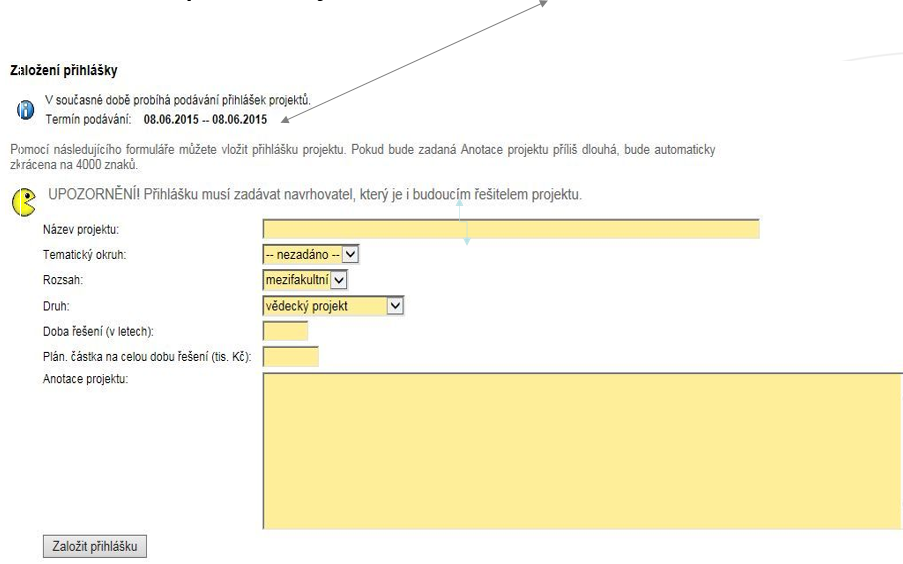 Založení přihlášky
V současné době probíhá podávání přihlášek projektů.
Termín podávání: 08.06.2015 -- 08.06.2015
Pomocí následujícího formuláře můžete vložit přihlášku projektu. Pokud bude zadaná Anotace projektu příliš dlouhá, bude automaticky
zkrácena na 4000 znaků.
UPOZORNĚNÍ! Přihlášku musí zadávat navrhovatel, který je i budoucím řešitelem projektu.
Název projektu:
Tematický okruh: -- nezadáno --
Rozsah: mezifakultní
Druh: vědecký projekt
Doba řešení (v letech):
Plán. částka na celou dobu řešení (tis. Kč):
Anotace projektu:
Založit přihlášku